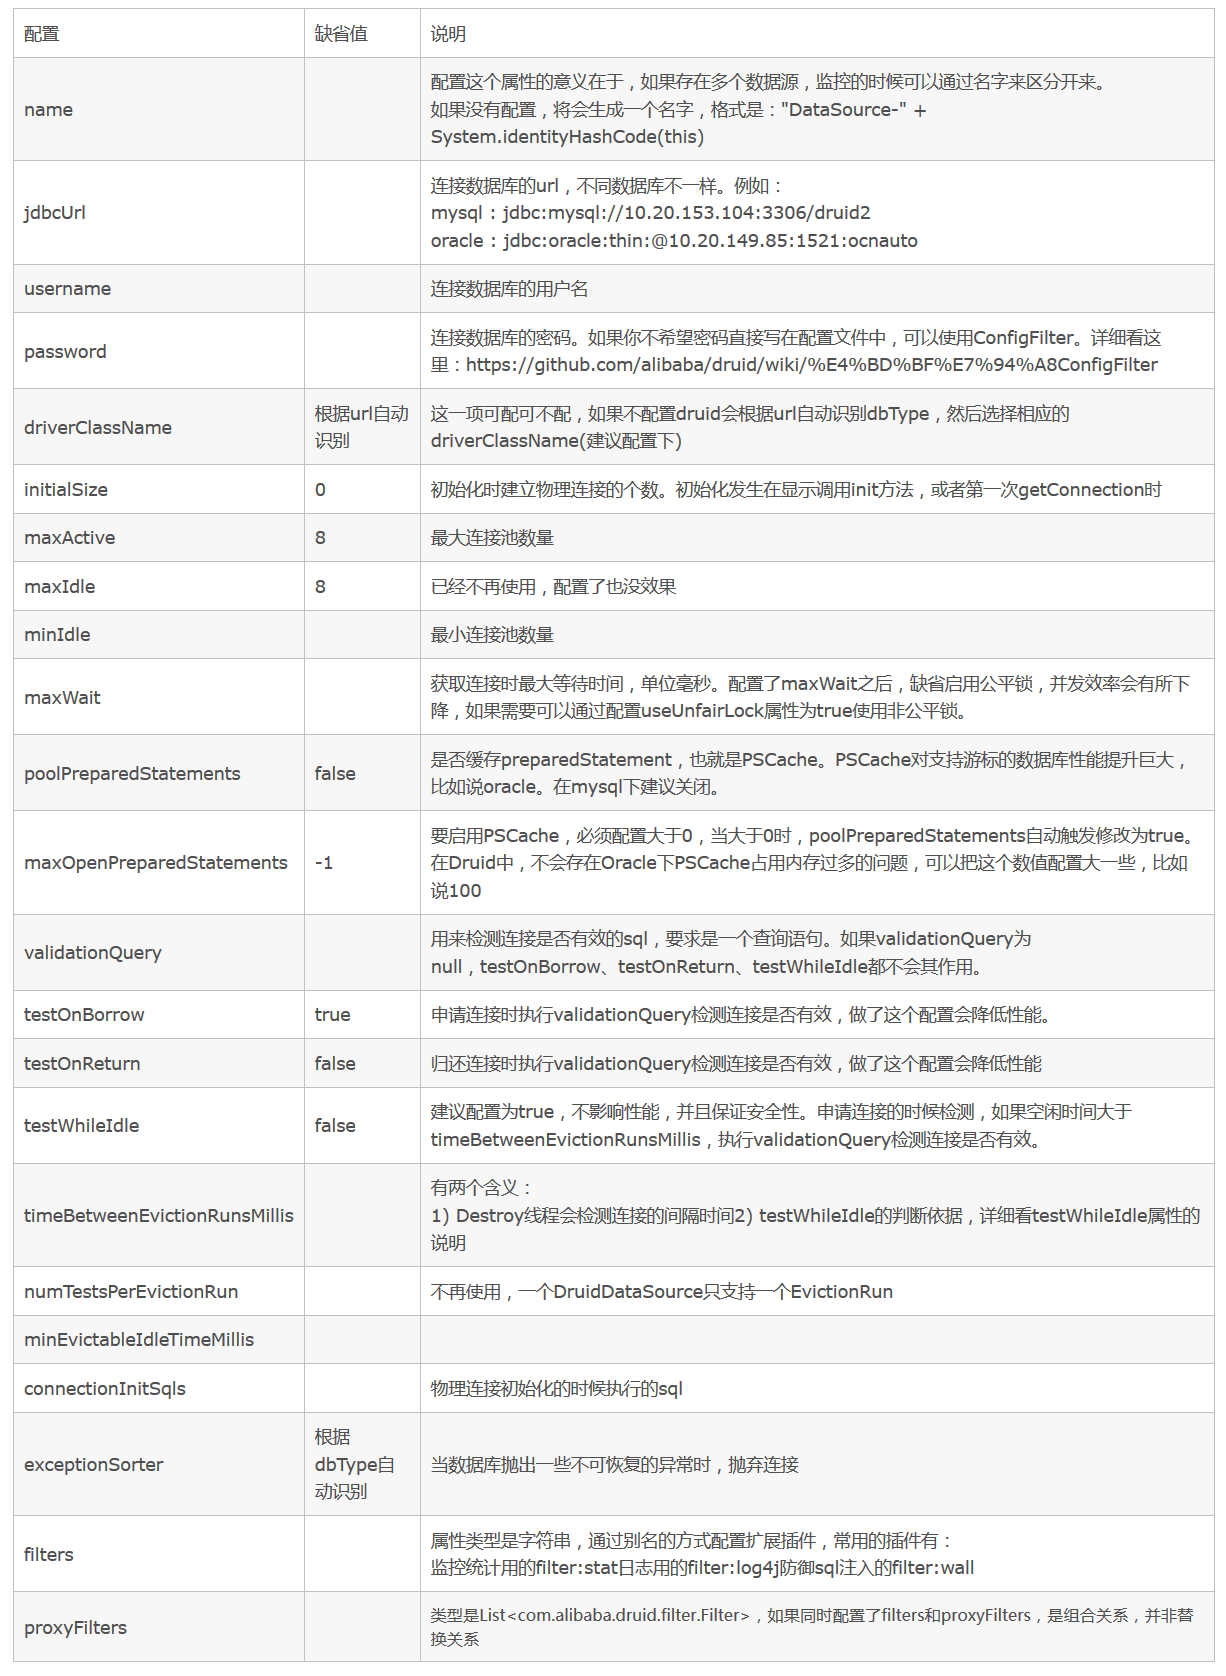 配置 缺省值 说明
配置这个属性的意义在于，如果存在多个数据源，监控的时候可以通过名字来区分开来。
name 如果没有配置，将会生成一个名字，格式是："DataSource-" +
System.identityHashCode(this)
连接数据库的url，不同数据库不一样。例如：
jdbcUrl mysql : jdbc:mysql://10.20.153.104:3306/druid2
oracle : jdbc:oracle:thin:@10.20.149.85:1521:ocnauto
username 连接数据库的用户名
password 连接数据库的密码。如果你不希望密码直接写在配置文件中，可以使用ConfigFilter。详细看这
里：https://github.com/alibaba/druid/wiki/%E4%BD%BF%E7%94%A8ConfigFilter
driverClassName 根据url自动 这一项可配可不配，如果不配置druid会根据url自动识别dbType，然后选择相应的
识别 driverClassName(建议配置下)
initialSize 0 初始化时建立物理连接的个数。初始化发生在显示调用init方法，或者第一次getConnection时
maxActive 8 最大连接池数量
maxIdle 8 已经不再使用，配置了也没效果
minIdle 最小连接池数量
maxWait 获取连接时最大等待时间，单位毫秒。配置了maxWait之后，缺省启用公平锁，并发效率会有所下
降，如果需要可以通过配置useUnfairLock属性为true使用非公平锁。
poolPreparedStatements false 是否缓存preparedStatement，也就是PSCache。PSCache对支持游标的数据库性能提升巨大，
比如说oracle。在mysql下建议关闭。
要启用PSCache，必须配置大于0，当大于0时，poolPreparedStatements自动触发修改为true。
maxOpenPreparedStatements -1 在Druid中，不会存在Oracle下PSCache占用内存过多的问题，可以把这个数值配置大一些，比如
说100
validationQuery 用来检测连接是否有效的sql，要求是一个查询语句。如果validationQuery为
null，testOnBorrow、testOnReturn、testWhileIdle都不会其作用。
testOnBorrow true 申请连接时执行validationQuery检测连接是否有效，做了这个配置会降低性能。
testOnReturn false 归还连接时执行validationQuery检测连接是否有效，做了这个配置会降低性能
testWhileIdle false 建议配置为true，不影响性能，并且保证安全性。申请连接的时候检测，如果空闲时间大于
timeBetweenEvictionRunsMillis，执行validationQuery检测连接是否有效。
有两个含义：
timeBetweenEvictionRunsMillis 1) Destroy线程会检测连接的间隔时间2) testWhileIdle的判断依据，详细看testWhileIdle属性的
说明
numTestsPerEvictionRun 不再使用，一个DruidDataSource只支持一个EvictionRun
minEvictableIdleTimeMillis
connectionInitSqls 物理连接初始化的时候执行的sql
根据
exceptionSorter dbType自 当数据库抛出一些不可恢复的异常时，抛弃连接
动识别
filters 属性类型是字符串，通过别名的方式配置扩展插件，常用的插件有：
监控统计用的filter:stat日志用的filter:log4j防御sql注入的filter:wall
proxyFilters 类型是List<com.alibaba.druid.filter.Filter>，如果同时配置了filters和proxyFilters，是组合关系，并非替
换关系